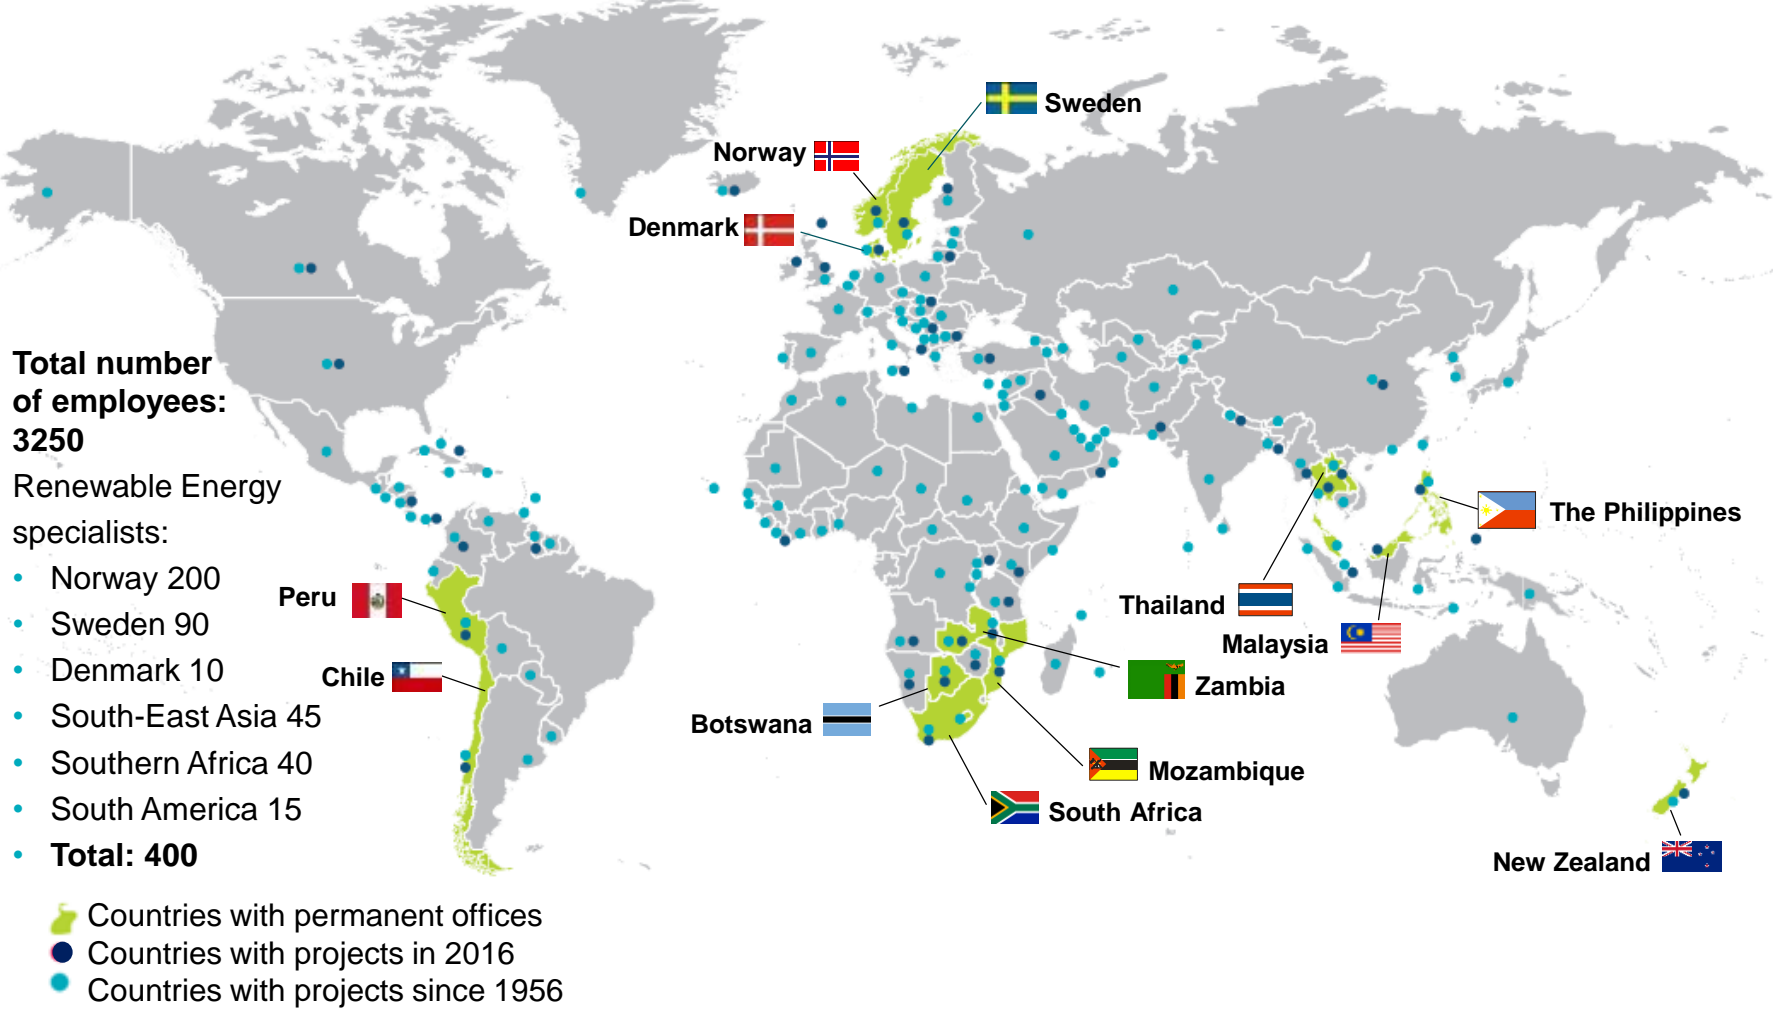 Sweden
Norway
Denmark
Total number
of employees:
3250
Renewable Energy
specialists:
• Norway 200
• Sweden 90
• Denmark 10
• South-East Asia 45
• Southern Africa 40
• South America 15
• Total: 400
Peru
Chile
The Philippines
Thailand
Malaysia
Zambia
Botswana
Mozambique
South Africa
New Zealand
Countries with permanent offices
Countries with projects in 2016
Countries with projects since 1956